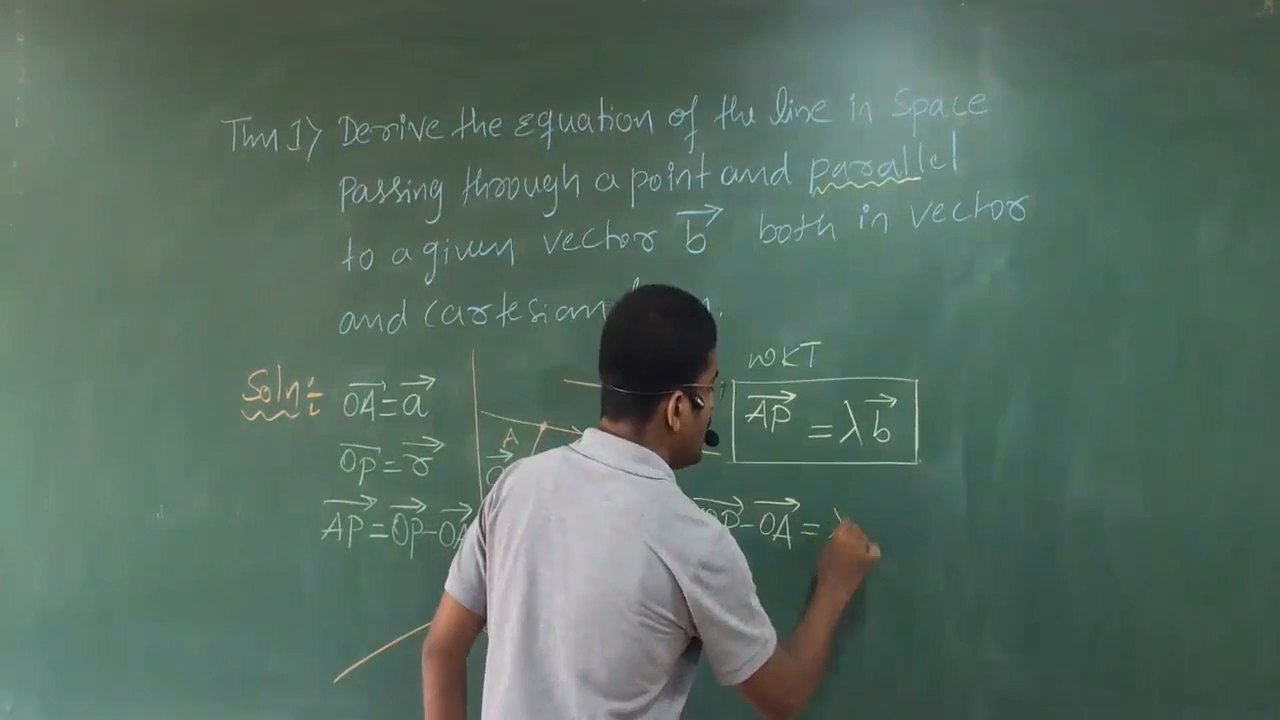 Thm 1> Derive the Equation of the line in Space
Passing through a point and parallel
to a given vector b⃗ both in vector
and cartesian
Soln:
OA⃗ = a⃗
OP⃗ = r⃗
AP⃗ = OP⃗ - OA⃗
A
WKT
AP⃗ = λb⃗
OP⃗ - OA⃗ =